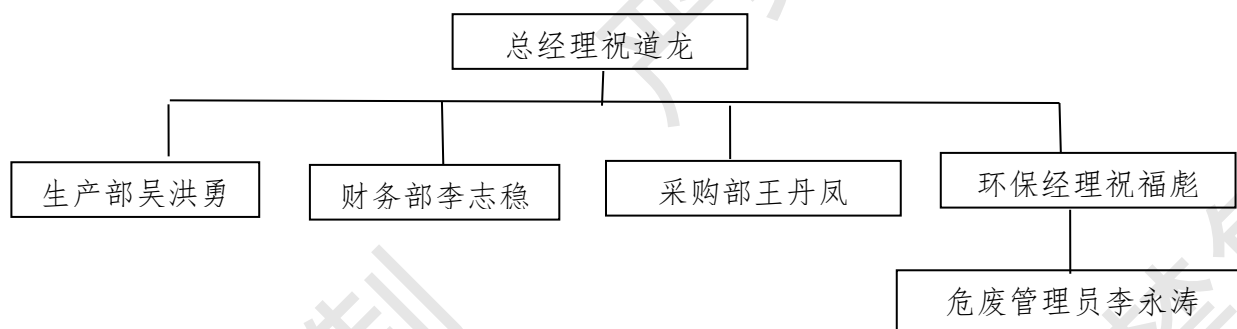 总经理祝道龙
生产部吴洪勇
财务部李志稳
采购部王丹凤
环保经理祝福彪
危废管理员李永涛